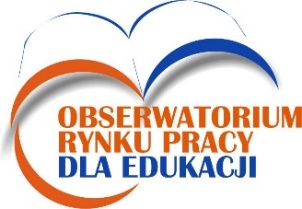 OBSERWATORIUM
RYNKU PRACY
DLA EDUKACJI